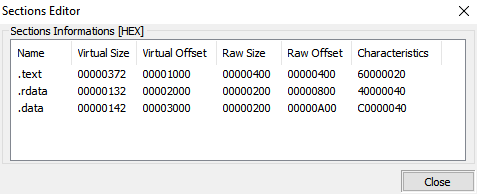 Sections Editor
Sections Informations [HEX]
Name Virtual Size Virtual Offset Raw Size Raw Offset Characteristics
.text 00000372 00001000 00000400 00000400 60000020
.rdata 00000132 00002000 00000200 00000800 40000040
.data 00000142 00003000 00000200 00000A00 C0000040
Close